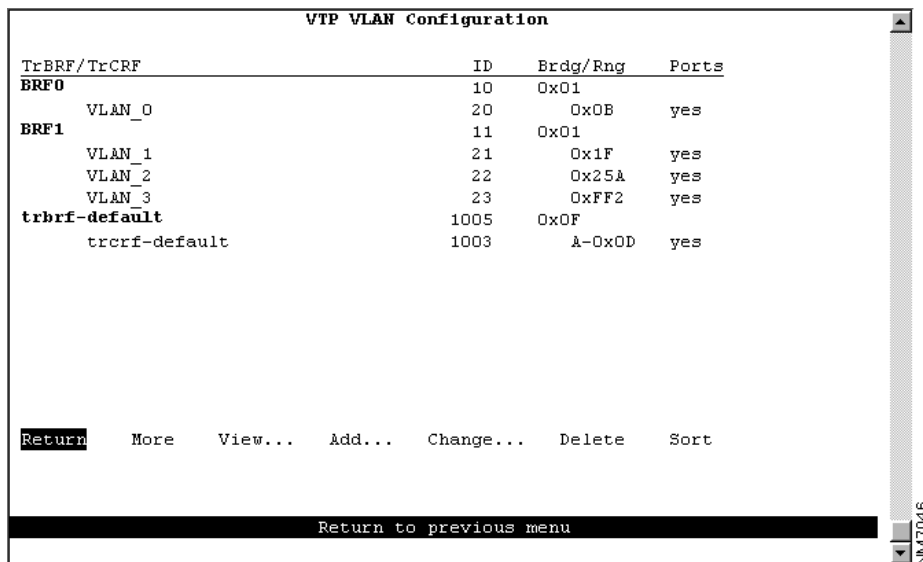 VTP VLAN Configuration
TrBRF/TrCRF ID Brdg/Rng Ports
BRF0 10 0x01
VLAN_0 20 0x0B yes
BRF1 11 0x01
VLAN_1 21 0x1F yes
VLAN_2 22 0x25A yes
VLAN_3 23 0xFF2 yes
trbrf-default 1005 0x0F
trcrf-default 1003 A-0x0D yes
Return More View... Add... Change... Delete Sort
Return to previous menu